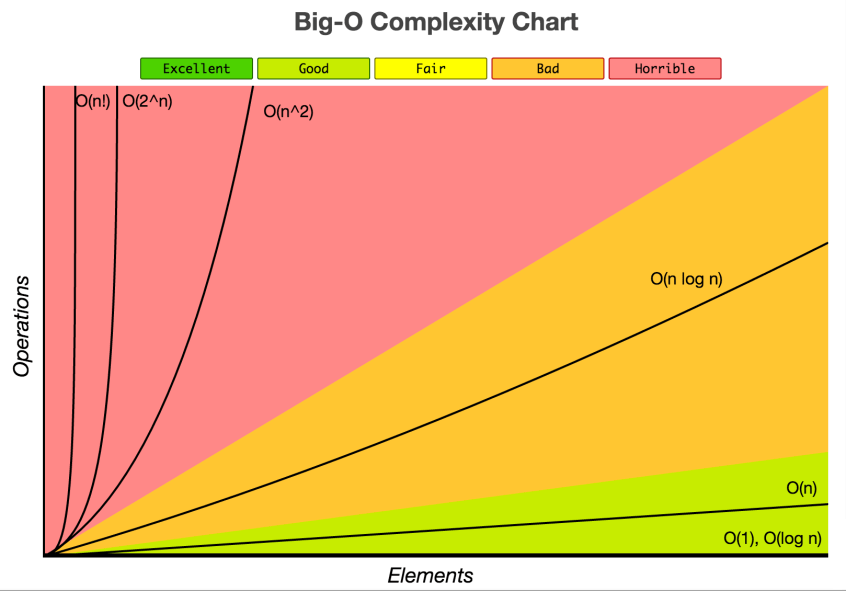 Big-O Complexity Chart
Excellent Good Fair Bad Horrible
O(n!) O(2^n)
O(n^2)
O(n log n)
O(n)
O(1), O(log n)
Operations
Elements